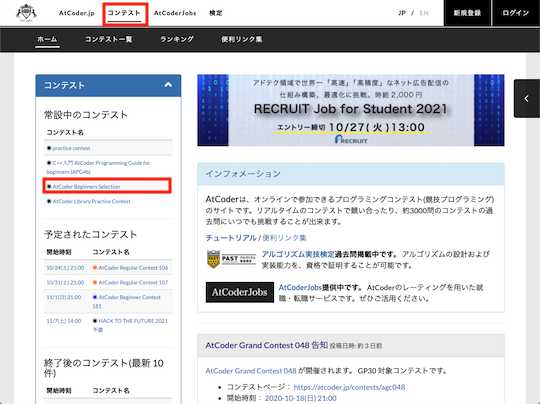 AtCoder.jp コンテスト AtCoderJobs 検定 JP / EN 新規登録 ログイン
ホーム コンテスト一覧 ランキング 便利リンク集
コンテスト
常設中のコンテスト
コンテスト名
practice contest
C++入門 AtCoder Programming Guide for
beginners (APG4b)
AtCoder Beginners Selection
AtCoder Library Practice Contest
予定されたコンテスト
開始時刻 コンテスト名
10/24(土) 21:00 AtCoder Regular Contest 106
10/31(土) 21:00 AtCoder Regular Contest 107
11/1(日) 21:00 AtCoder Beginner Contest
181
11/7(土) 14:00 HACK TO THE FUTURE 2021
予選
終了後のコンテスト(最新 10
件)
開始時刻 コンテスト名
アドテク領域で世界一「高速」「高精度」なネット広告配信の
仕組み構築、最適化に挑戦。時給 2,000 円
RECRUIT Job for Student 2021
エントリー締切 10/27(火)13:00
RECRUIT
インフォメーション
AtCoderは、オンラインで参加できるプログラミングコンテスト(競技プログラミング)
のサイトです。リアルタイムのコンテストで競い合ったり、約3000問のコンテストの過
去問にいつでも挑戦することが出来ます。
チュートリアル / 便利リンク集
PAST アルゴリズム実技検定 アルゴリズム実技検定過去問掲載中です。 アルゴリズムの設計および
実装能力を、資格で証明することが可能です。
AtCoderJobs AtCoderJobs提供中です。 AtCoderのレーティングを用いた就
職・転職サービスです。ぜひご活用ください。
AtCoder Grand Contest 048 告知 投稿日時: 約 3 日前
AtCoder Grand Contest 048 が開催されます。 GP30 対象コンテストです。
・コンテストページ： https://atcoder.jp/contests/agc048
・開始時間： 2020-10-18(日) 21:00